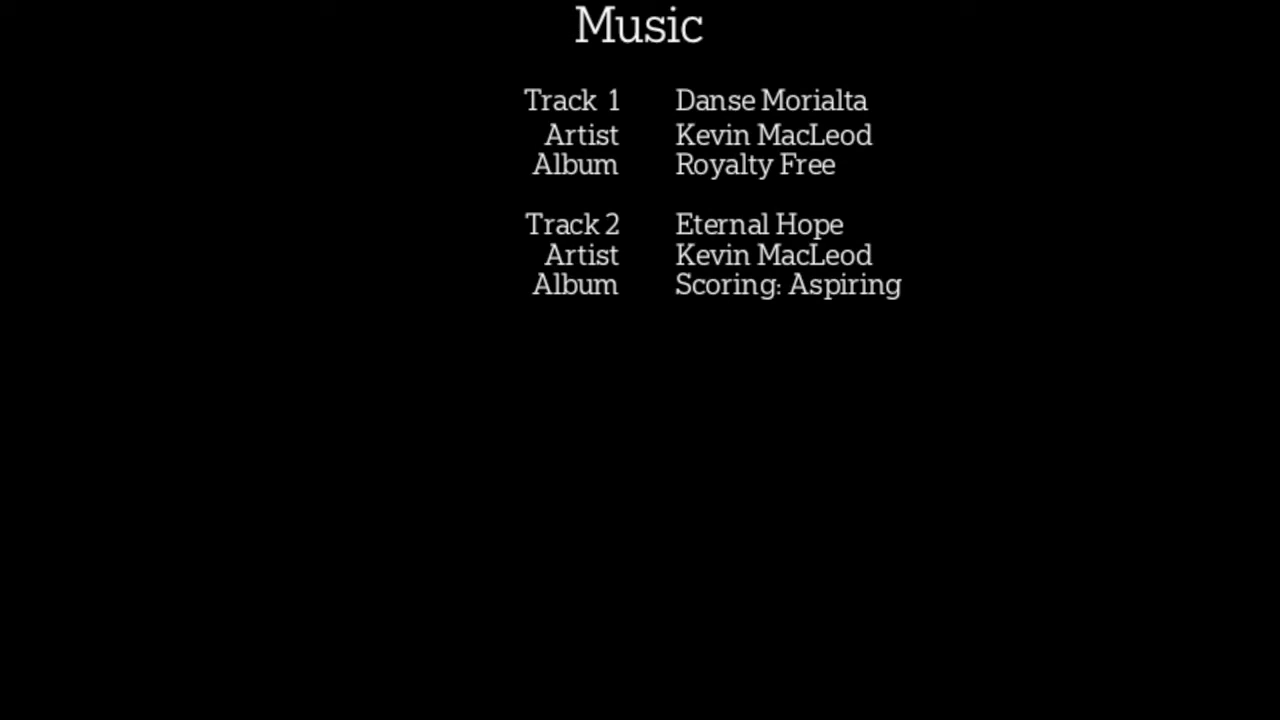 Music
Track 1 Danse Morialta
Artist Kevin MacLeod
Album Royalty Free
Track 2 Eternal Hope
Artist Kevin MacLeod
Album Scoring: Aspiring